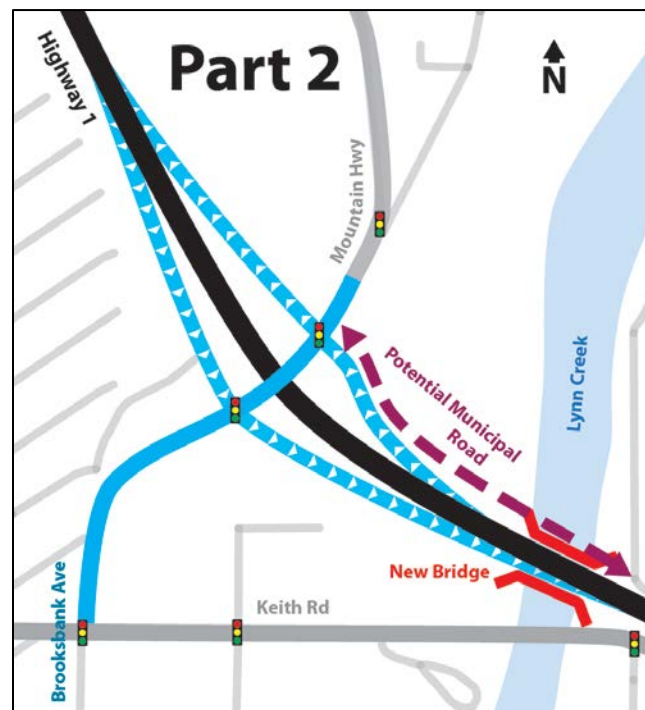 Part 2
N
Highway 1
Mountain Hwy
Potential Municipal
Road
Lynn Creek
New Bridge
Keith Rd
Brooksbank Ave